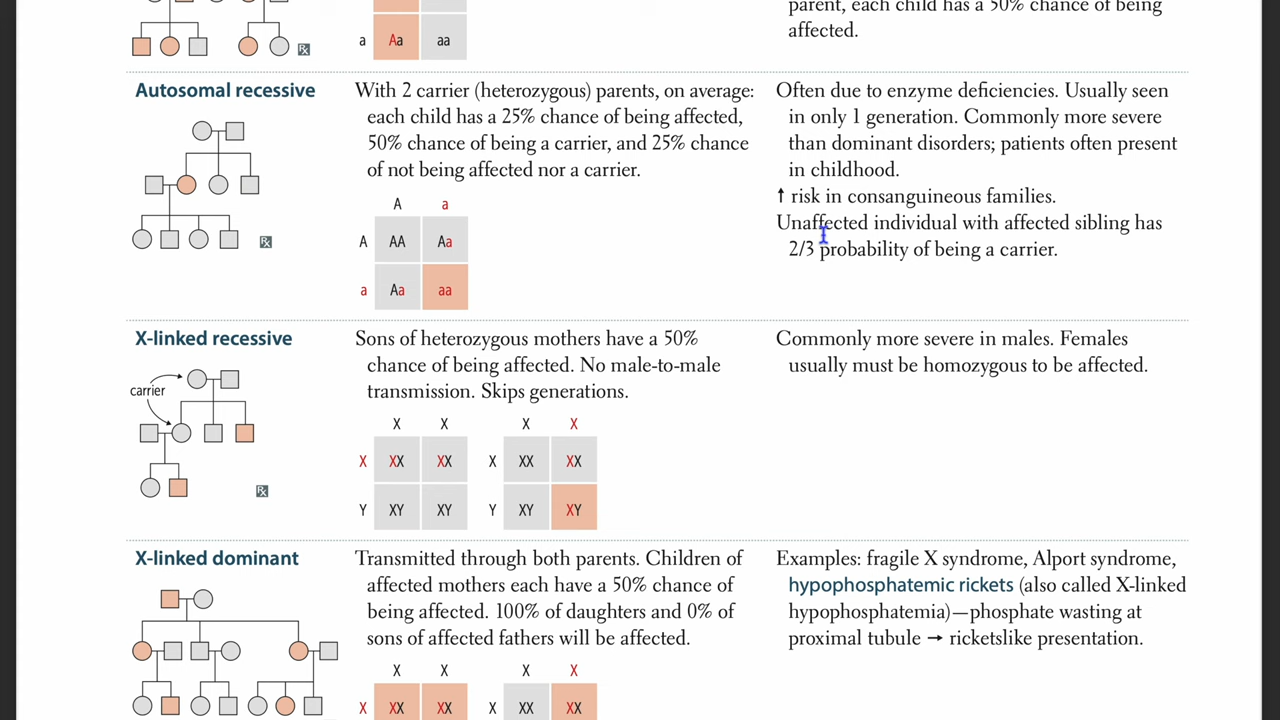 parent, each child has a 50% chance of being
affected.
a Aa aa
Autosomal recessive
With 2 carrier (heterozygous) parents, on average:
each child has a 25% chance of being affected,
50% chance of being a carrier, and 25% chance
of not being affected nor a carrier.
A a
A AA Aa
a Aa aa
Often due to enzyme deficiencies. Usually seen
in only 1 generation. Commonly more severe
than dominant disorders; patients often present
in childhood.
↑ risk in consanguineous families.
Unaffected individual with affected sibling has
2/3 probability of being a carrier.
X-linked recessive
carrier
Sons of heterozygous mothers have a 50%
chance of being affected. No male-to-male
transmission. Skips generations.
X X X X
X XX XX X XX XX
Y XY XY Y XY XY
Commonly more severe in males. Females
usually must be homozygous to be affected.
X-linked dominant
Transmitted through both parents. Children of
affected mothers each have a 50% chance of
being affected. 100% of daughters and 0% of
sons of affected fathers will be affected.
X X X X
X XX XX X XX XX
Examples: fragile X syndrome, Alport syndrome,
hypophosphatemic rickets (also called X-linked
hypophosphatemia)—phosphate wasting at
proximal tubule → ricketslike presentation.